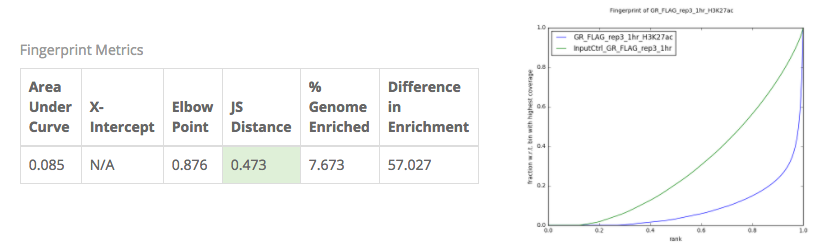 Fingerprint Metrics
Area Under Curve
X-Intercept
Elbow Point
JS Distance
% Genome Enriched
Difference in Enrichment
0.085
N/A
0.876
0.473
7.673
57.027
Fingerprint of GR_FLAG_rep3_1hr_H3K27ac
GR_FLAG_rep3_1hr_H3K27ac
InputCtrl_GR_FLAG_rep3_1hr
fraction w.r.t. bin with highest coverage
1.0
0.8
0.6
0.4
0.2
0.0
0.0 0.2 0.4 0.6 0.8 1.0
rank